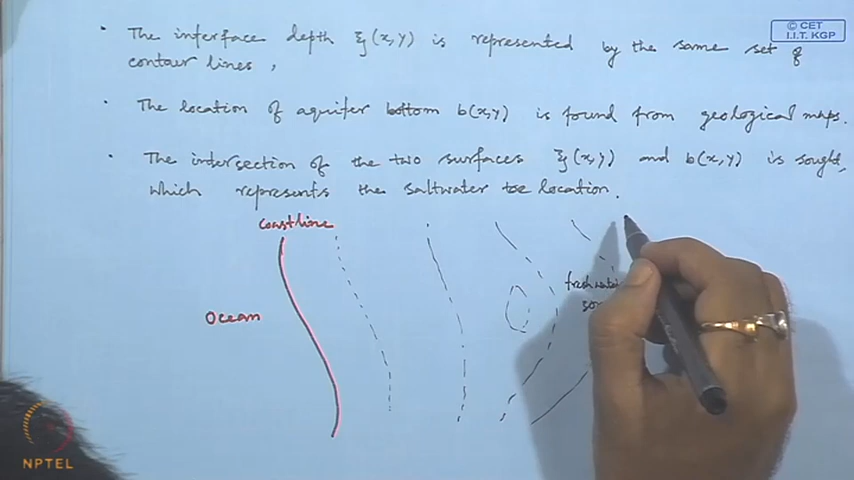 © CET
I.I.T. KGP
· The interface depth ξ(x,y) is represented by the same set of
contour lines,
· The location of aquifer bottom b(x,y) is found from geological maps.
· The intersection of the two surfaces ξ(x,y) and b(x,y) is sought,
which represents the saltwater toe location.
coastline
Ocean
NPTEL